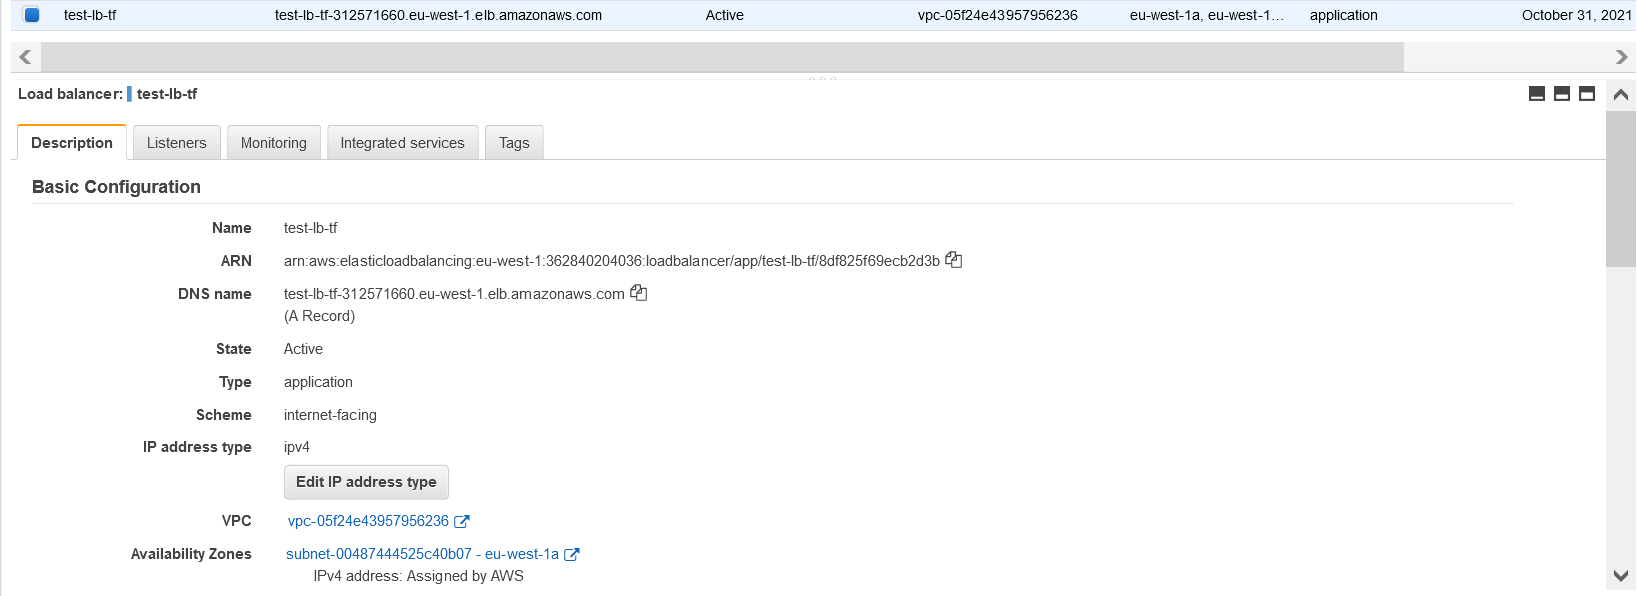 test-lb-tf test-lb-tf-312571660.eu-west-1.elb.amazonaws.com Active vpc-05f24e43957956236 eu-west-1a, eu-west-1... application October 31, 2021
Load balancer: test-lb-tf
Description Listeners Monitoring Integrated services Tags
Basic Configuration
Name test-lb-tf
ARN arn:aws:elasticloadbalancing:eu-west-1:362840204036:loadbalancer/app/test-lb-tf/8df825f69ecb2d3b
DNS name test-lb-tf-312571660.eu-west-1.elb.amazonaws.com
(A Record)
State Active
Type application
Scheme internet-facing
IP address type ipv4
Edit IP address type
VPC vpc-05f24e43957956236
Availability Zones subnet-00487444525c40b07 - eu-west-1a
IPv4 address: Assigned by AWS